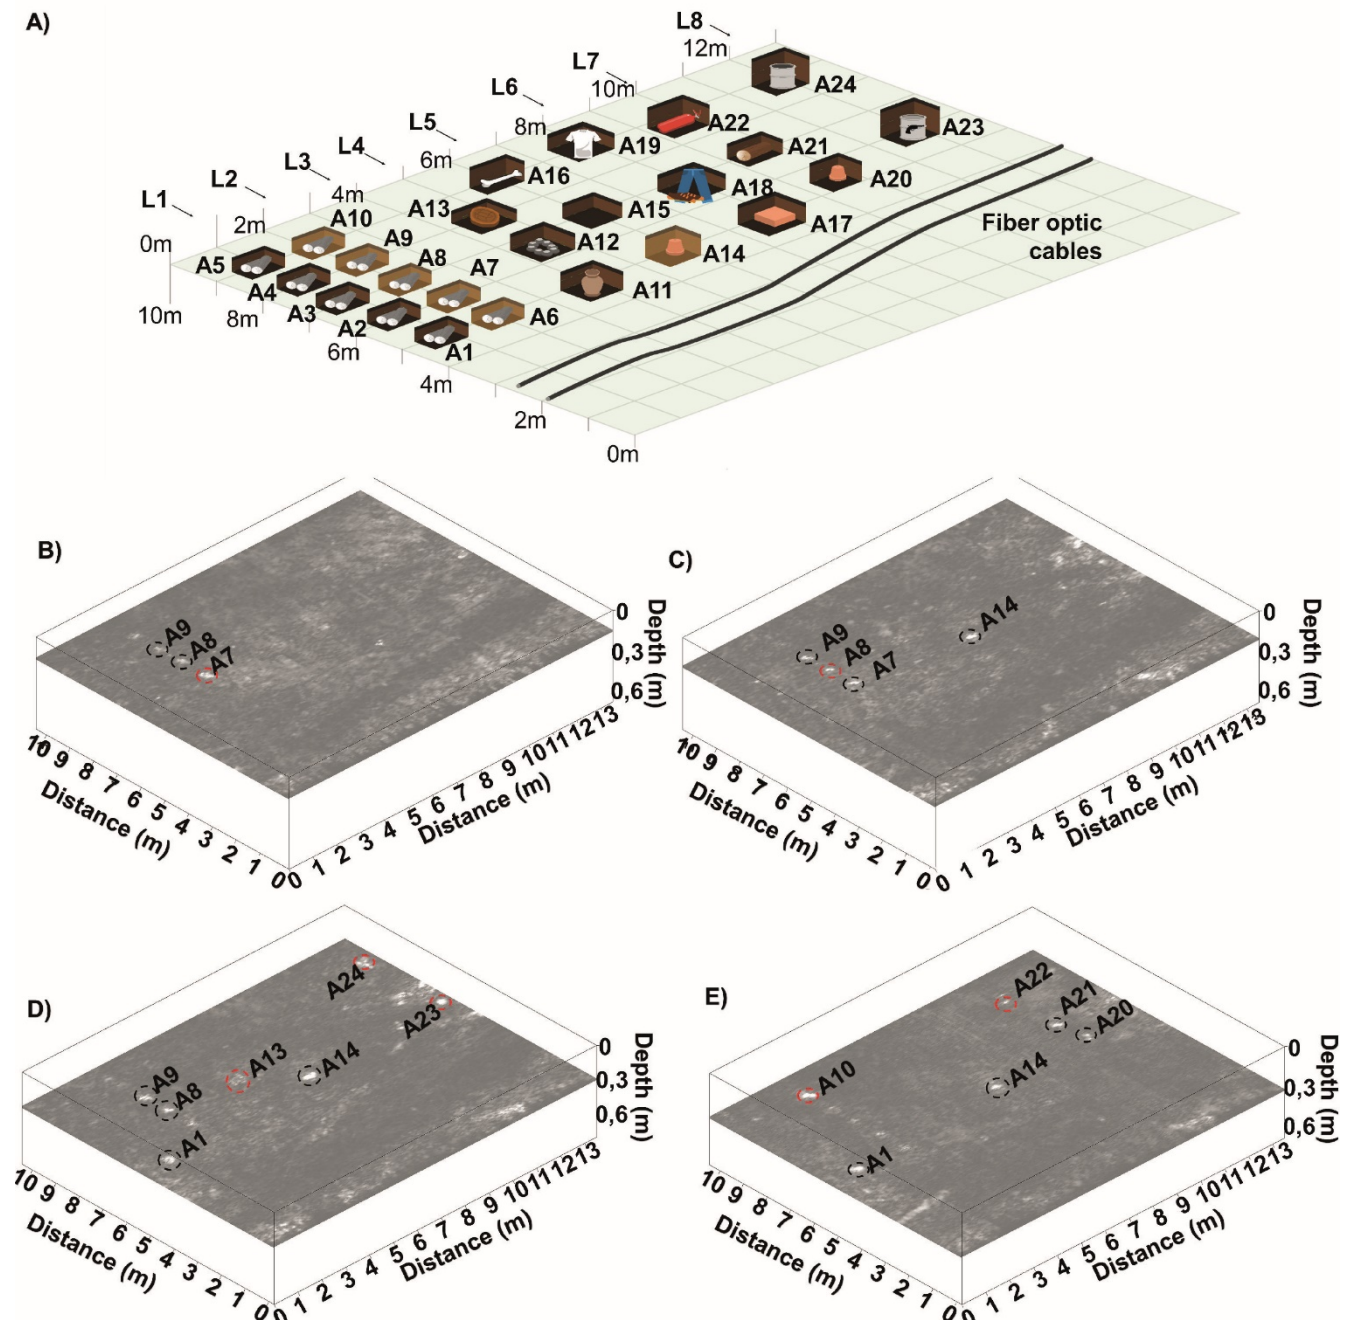 A)
L8
12m
L7
10m
L6
8m
L5
6m
L4
4m
L3
L2
2m
L1
0m
A24
A23
A22
A21
A20
A19
A18
A17
A16
A15
A14
A13
A12
A11
A10
A9
A8
A7
A6
A5
A4
A3
A2
A1
Fiber optic
cables
10m
8m
6m
4m
2m
0m
B)
A9
A8
A7
0
0,3
0,6
Depth (m)
10 9 8 7 6 5 4 3 2 1 0
Distance (m)
0 1 2 3 4 5 6 7 8 9 10 11 12 13
Distance (m)
C)
A14
A9
A8
A7
0
0,3
0,6
Depth (m)
10 9 8 7 6 5 4 3 2 1 0
Distance (m)
0 1 2 3 4 5 6 7 8 9 10 11 12 13
Distance (m)
D)
A24
A23
A13
A14
A9
A8
A1
0
0,3
0,6
Depth (m)
10 9 8 7 6 5 4 3 2 1 0
Distance (m)
0 1 2 3 4 5 6 7 8 9 10 11 12 13
Distance (m)
E)
A22
A21
A20
A10
A14
A1
0
0,3
0,6
Depth (m)
10 9 8 7 6 5 4 3 2 1 0
Distance (m)
0 1 2 3 4 5 6 7 8 9 10 11 12 13
Distance (m)